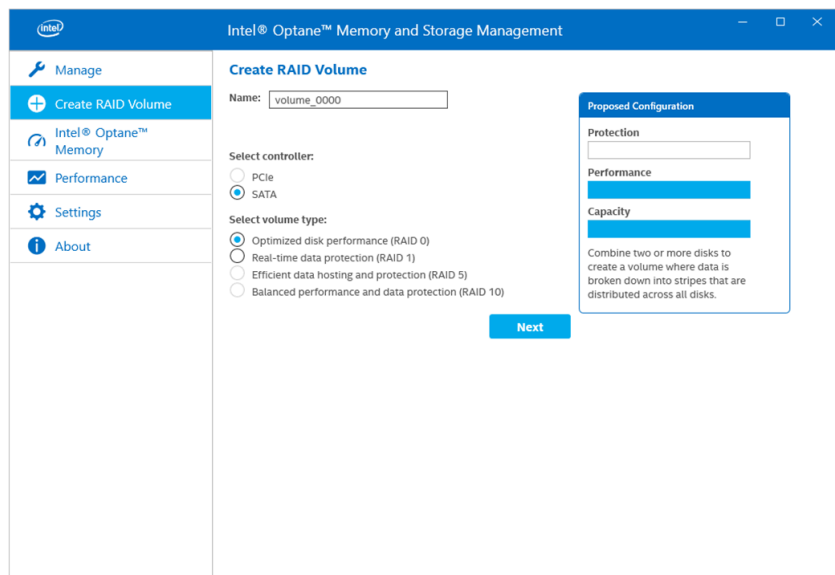 intel
Intel® Optane™ Memory and Storage Management
Manage
Create RAID Volume
Intel® Optane™
Memory
Performance
Settings
About
Create RAID Volume
Name: volume_0000
Select controller:
PCIe
SATA
Select volume type:
Optimized disk performance (RAID 0)
Real-time data protection (RAID 1)
Efficient data hosting and protection (RAID 5)
Balanced performance and data protection (RAID 10)
Next
Proposed Configuration
Protection
Performance
Capacity
Combine two or more disks to
create a volume where data is
broken down into stripes that are
distributed across all disks.